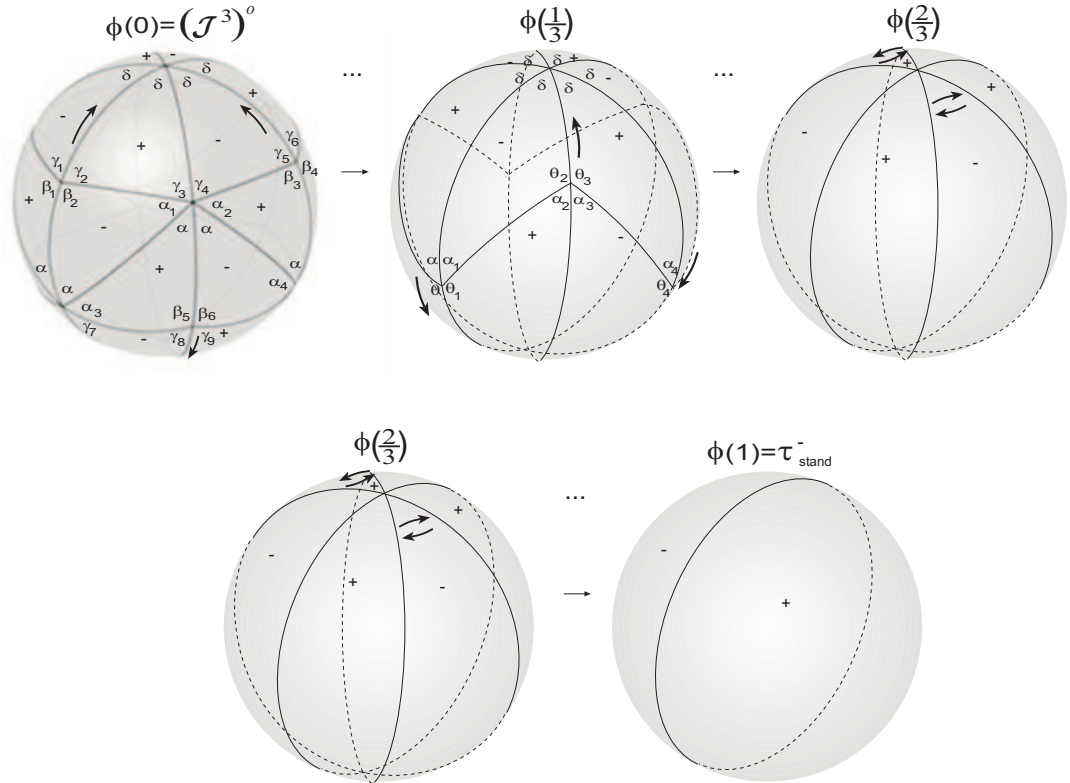 ϕ(0)=(𝒥³)° ... ϕ(1/3) ... ϕ(2/3)
+ -
δ δ δ δ
- + - +
γ₁ γ₂ γ₃ γ₄ γ₅ γ₆
β₁ β₂ β₃ β₄
+ α₁ α₂ +
- α α
α α + - α₄ α
α₃ β₅ β₆
γ₇ - γ₈ γ₉ +
- δ δ +
δ δ δ δ -
+ - +
θ₂ θ₃
α₂ α₃
α α₁ + - α₄
θ θ₁ θ₄
+
- + +
-
ϕ(2/3) ... ϕ(1)=τ⁻stand
+
- + +
-
- +